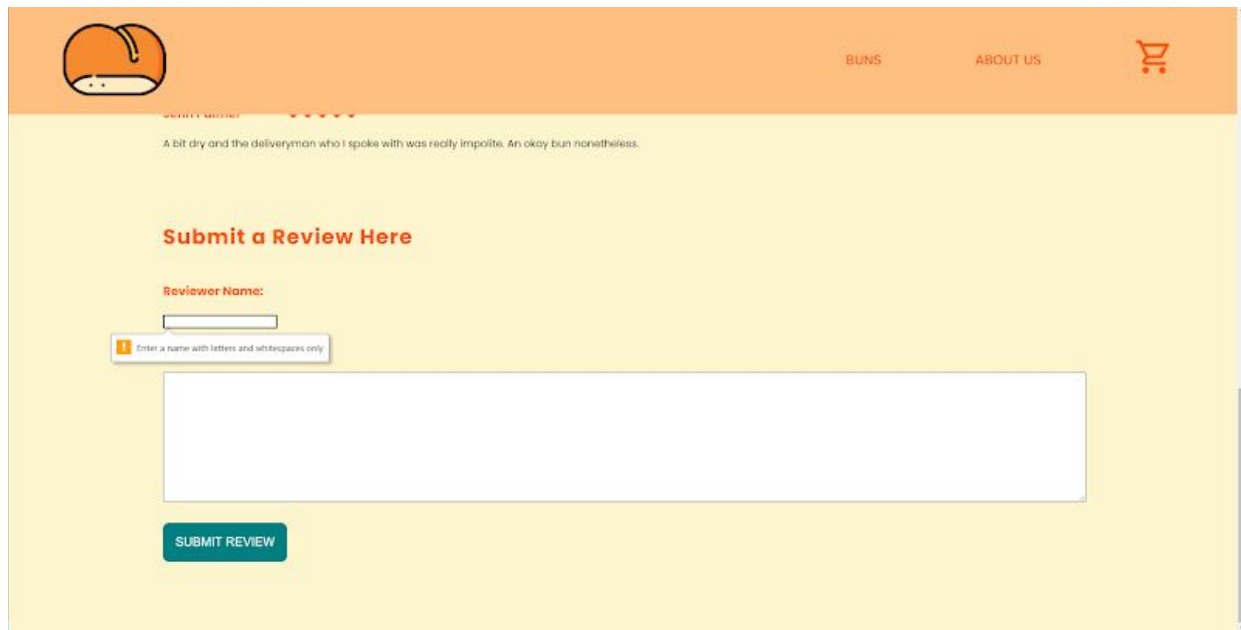 BUNS
ABOUT US
A bit dry and the deliveryman who I spoke with was really impolite. An okay bun nonetheless.
Submit a Review Here
Reviewer Name:
Enter a name with letters and whitespaces only
SUBMIT REVIEW